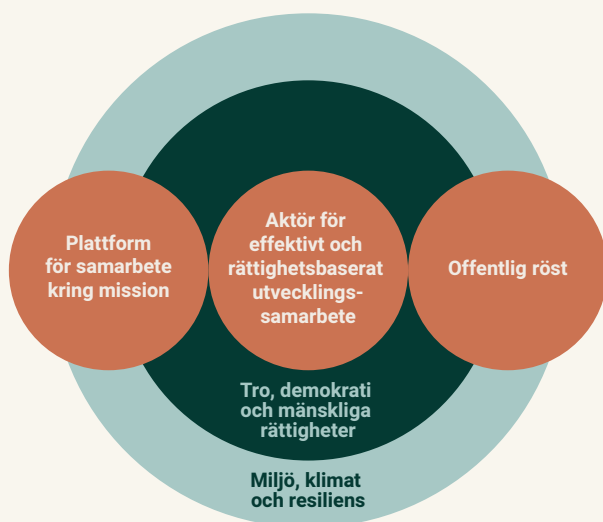 Plattform
för samarbete
kring mission
Aktör för
effektivt och
rättighetsbaserat
utvecklings-
samarbete
Offentlig röst
Tro, demokrati
och mänskliga
rättigheter
Miljö, klimat
och resiliens